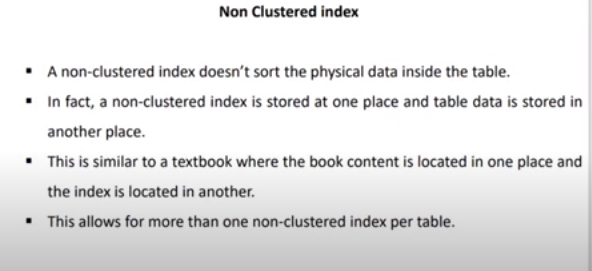 Non Clustered index
▪ A non-clustered index doesn't sort the physical data inside the table.
▪ In fact, a non-clustered index is stored at one place and table data is stored in
another place.
▪ This is similar to a textbook where the book content is located in one place and
the index is located in another.
▪ This allows for more than one non-clustered index per table.